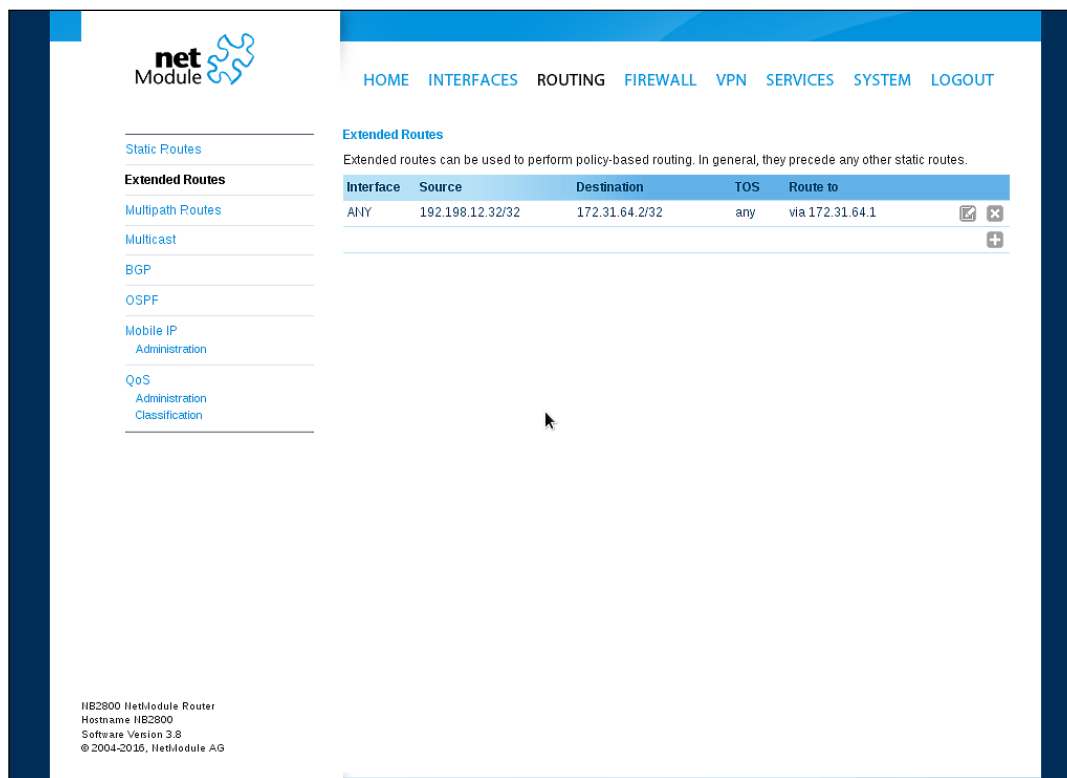 net
Module
HOME INTERFACES ROUTING FIREWALL VPN SERVICES SYSTEM LOGOUT
Static Routes
Extended Routes
Multipath Routes
Multicast
BGP
OSPF
Mobile IP
Administration
QoS
Administration
Classification
Extended Routes
Extended routes can be used to perform policy-based routing. In general, they precede any other static routes.
Interface Source Destination TOS Route to
ANY 192.198.12.32/32 172.31.64.2/32 any via 172.31.64.1
NB2800 NetModule Router
Hostname NB2800
Software Version 3.8
© 2004-2016, NetModule AG